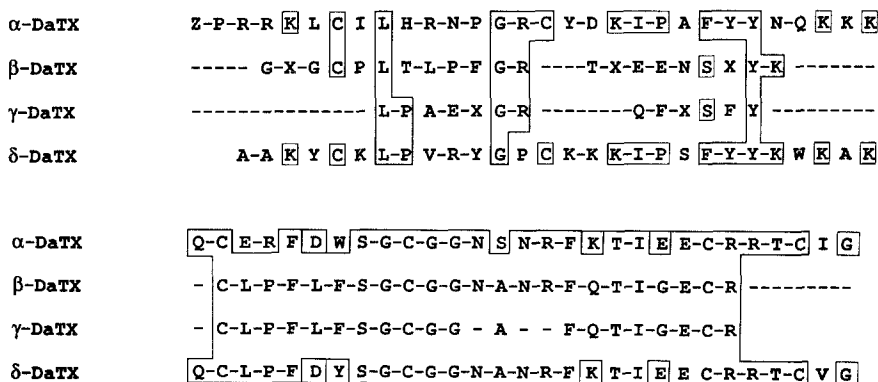 α-DaTX Z-P-R-R K L C I L H-R-N-P G-R-C Y-D K-I-P A F-Y-Y N-Q K K K
β-DaTX ----- G-X-G C P L T-L-P-F G-R ----T-X-E-E-N S X Y-K -------
γ-DaTX --------------- L-P A-E-X G-R ------Q-F-X S F Y ----------
δ-DaTX A-A K Y C K L-P V-R-Y G P C K-K K-I-P S F-Y-Y-K W K A K
α-DaTX Q-C E-R F D W S-G-C-G-G-N S N-R-F K T-I E E-C-R-R-T-C I G
β-DaTX - C-L-P-F-L-F-S-G-C-G-G-N-A-N-R-F-Q-T-I-G-E-C-R ---------
γ-DaTX - C-L-P-F-L-F-S-G-C-G-G - A - - F-Q-T-I-G-E-C-R
δ-DaTX Q-C-L-P-F D Y S-G-C-G-G-N-A-N-R-F K T-I E E C-R-R-T-C V G